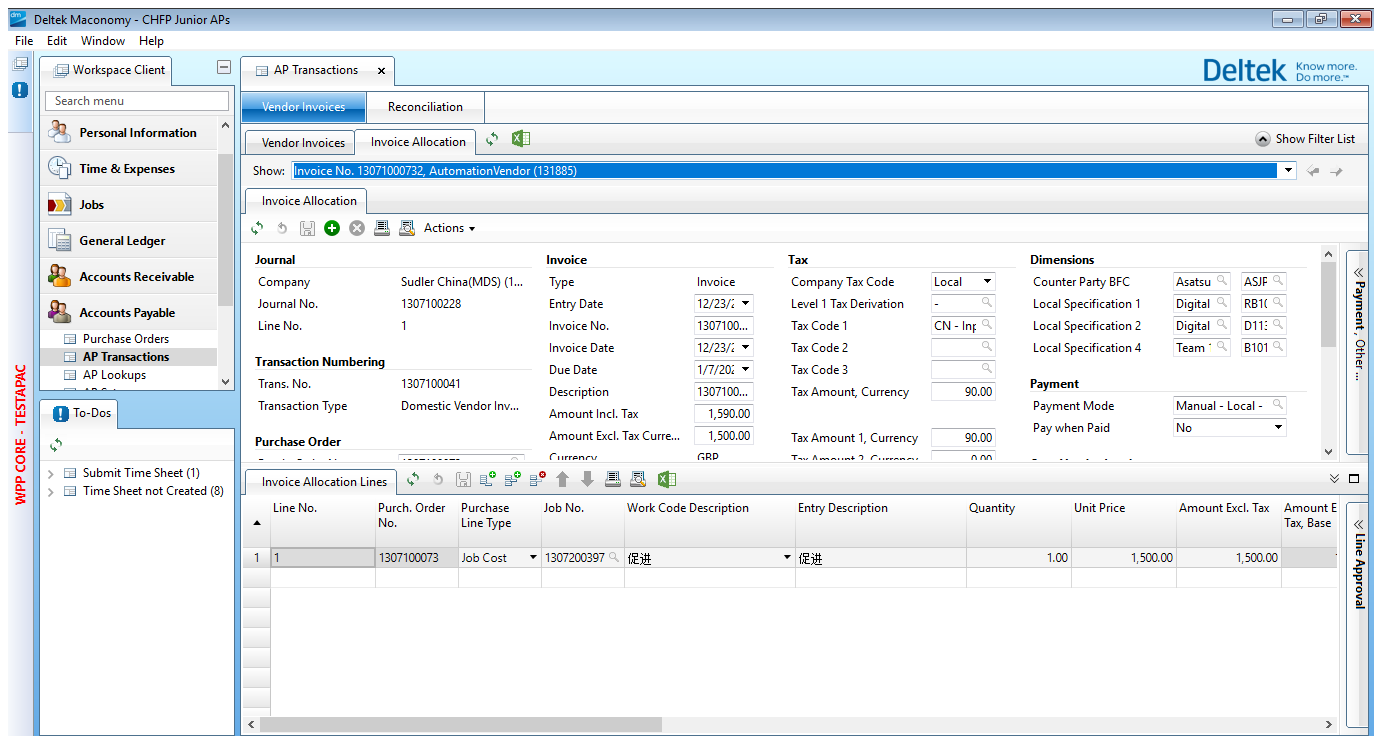 Deltek Maconomy - CHFP Junior APs
File Edit Window Help
Workspace Client
Search menu
Personal Information
Time & Expenses
Jobs
General Ledger
Accounts Receivable
Accounts Payable
Purchase Orders
AP Transactions
AP Lookups
WPP CORE - TESTAPAC
To-Dos
Submit Time Sheet (1)
Time Sheet not Created (8)
AP Transactions
Deltek Know more. Do more.™
Vendor Invoices Reconciliation
Vendor Invoices Invoice Allocation
Show Filter List
Show: Invoice No. 13071000732, AutomationVendor (131885)
Invoice Allocation
Actions
Journal
Company Sudler China(MDS) (1...
Journal No. 1307100228
Line No. 1
Transaction Numbering
Trans. No. 1307100041
Transaction Type Domestic Vendor Inv...
Purchase Order
Invoice
Type Invoice
Entry Date 12/23/2
Invoice No. 1307100...
Invoice Date 12/23/2
Due Date 1/7/202
Description 1307100...
Amount Incl. Tax 1,590.00
Amount Excl. Tax Curre... 1,500.00
Currency GBP
Tax
Company Tax Code Local
Level 1 Tax Derivation -
Tax Code 1 CN - Inp
Tax Code 2
Tax Code 3
Tax Amount, Currency 90.00
Tax Amount 1, Currency 90.00
Tax Amount 2, Currency 0.00
Dimensions
Counter Party BFC Asatsu ASJF
Local Specification 1 Digital RB10
Local Specification 2 Digital D113
Local Specification 4 Team B101
Payment
Payment Mode Manual - Local -
Pay when Paid No
Payment , Other ...
Invoice Allocation Lines
Line No. Purch. Order No. Purchase Line Type Job No. Work Code Description Entry Description Quantity Unit Price Amount Excl. Tax Amount E Tax, Base
1 1 1307100073 Job Cost 1307200397 促进 促进 1.00 1,500.00 1,500.00
Line Approval